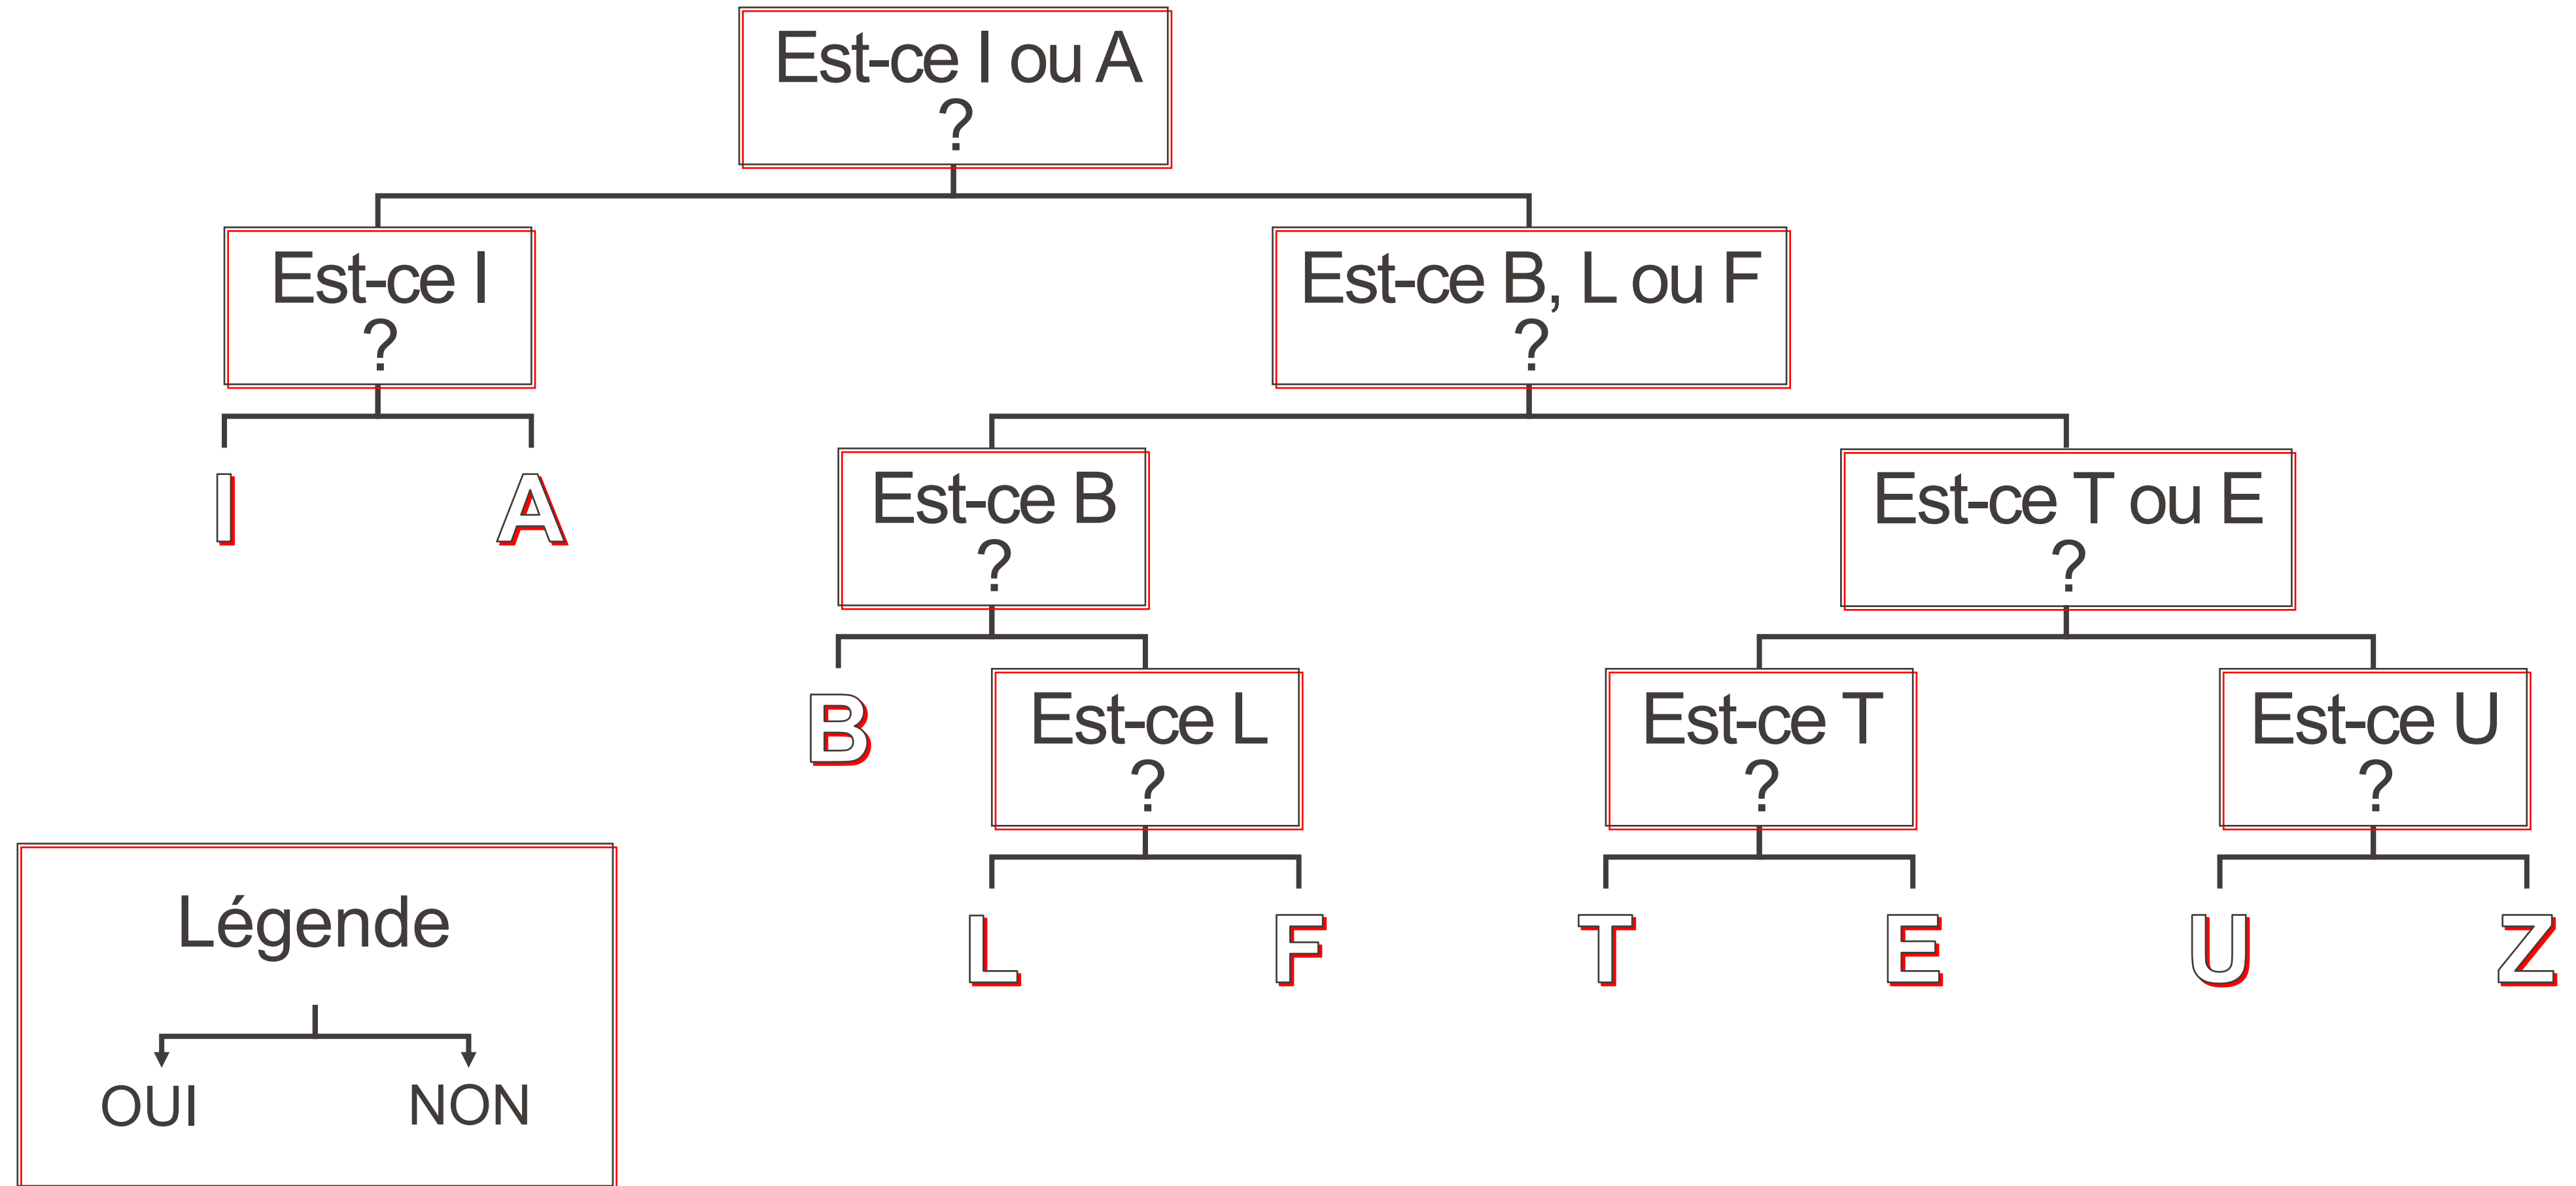 Est-ce I ou A
?
Est-ce I
?
Est-ce B, L ou F
?
I
A
Est-ce B
?
Est-ce T ou E
?
B
Est-ce L
?
Est-ce T
?
Est-ce U
?
L
F
T
E
U
Z
Légende
OUI
NON